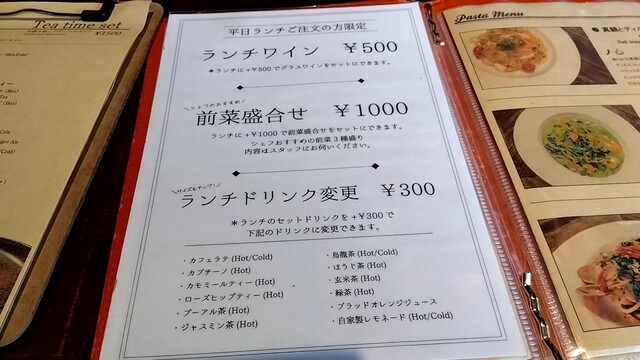 Tea time set
¥1500
平日ランチご注文の方限定
ランチワイン ¥500
＊ランチに+¥500でグラスワインをセットにできます。
シェフのおすすめ
前菜盛合せ ¥1000
ランチに+¥1000で前菜盛合せをセットにできます。
シェフおすすめの前菜3種盛り
内容はスタッフにお伺いください。
サイズもアップ!
ランチドリンク変更 ¥300
＊ランチのセットドリンクを+¥300で
下記のドリンクに変更できます。
・カフェラテ (Hot/Cold)
・カプチーノ (Hot)
・カモミールティー (Hot)
・ローズヒップティー (Hot)
・プーアル茶 (Hot)
・ジャスミン茶 (Hot)
・烏龍茶 (Hot/Cold)
・ほうじ茶 (Hot)
・玄米茶 (Hot)
・緑茶 (Hot)
・ブラッドオレンジジュース
・自家製レモネード (Hot/Cold)
Pasta Menu